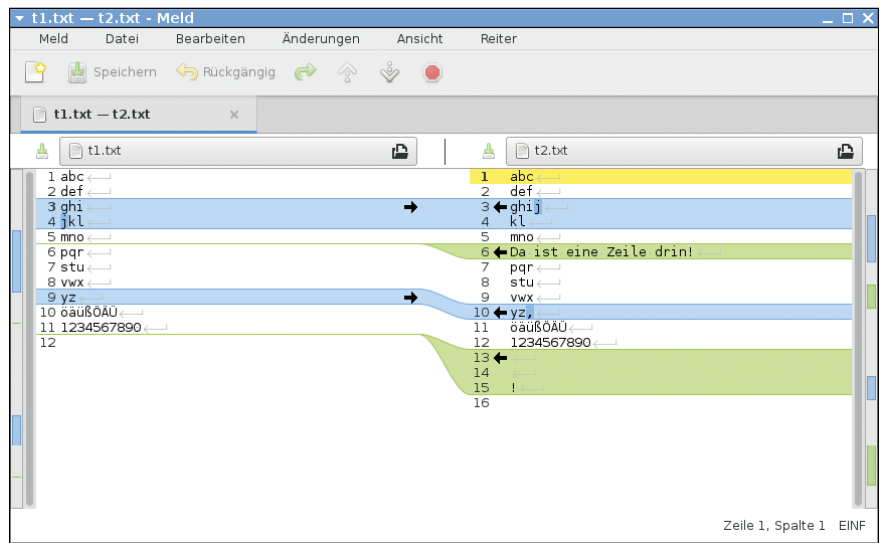 t1.txt — t2.txt - Meld
Meld Datei Bearbeiten Änderungen Ansicht Reiter
Speichern Rückgängig
t1.txt — t2.txt ×
t1.txt
1 abc
2 def
3 ghi
4 jkl
5 mno
6 pqr
7 stu
8 vwx
9 yz
10 öäüßÖÄÜ
11 1234567890
12
t2.txt
1 abc
2 def
3 ghij
4 kl
5 mno
6 Da ist eine Zeile drin!
7 pqr
8 stu
9 vwx
10 yz,
11 öäüßÖÄÜ
12 1234567890
13
14
15 !
16
Zeile 1, Spalte 1 EINF